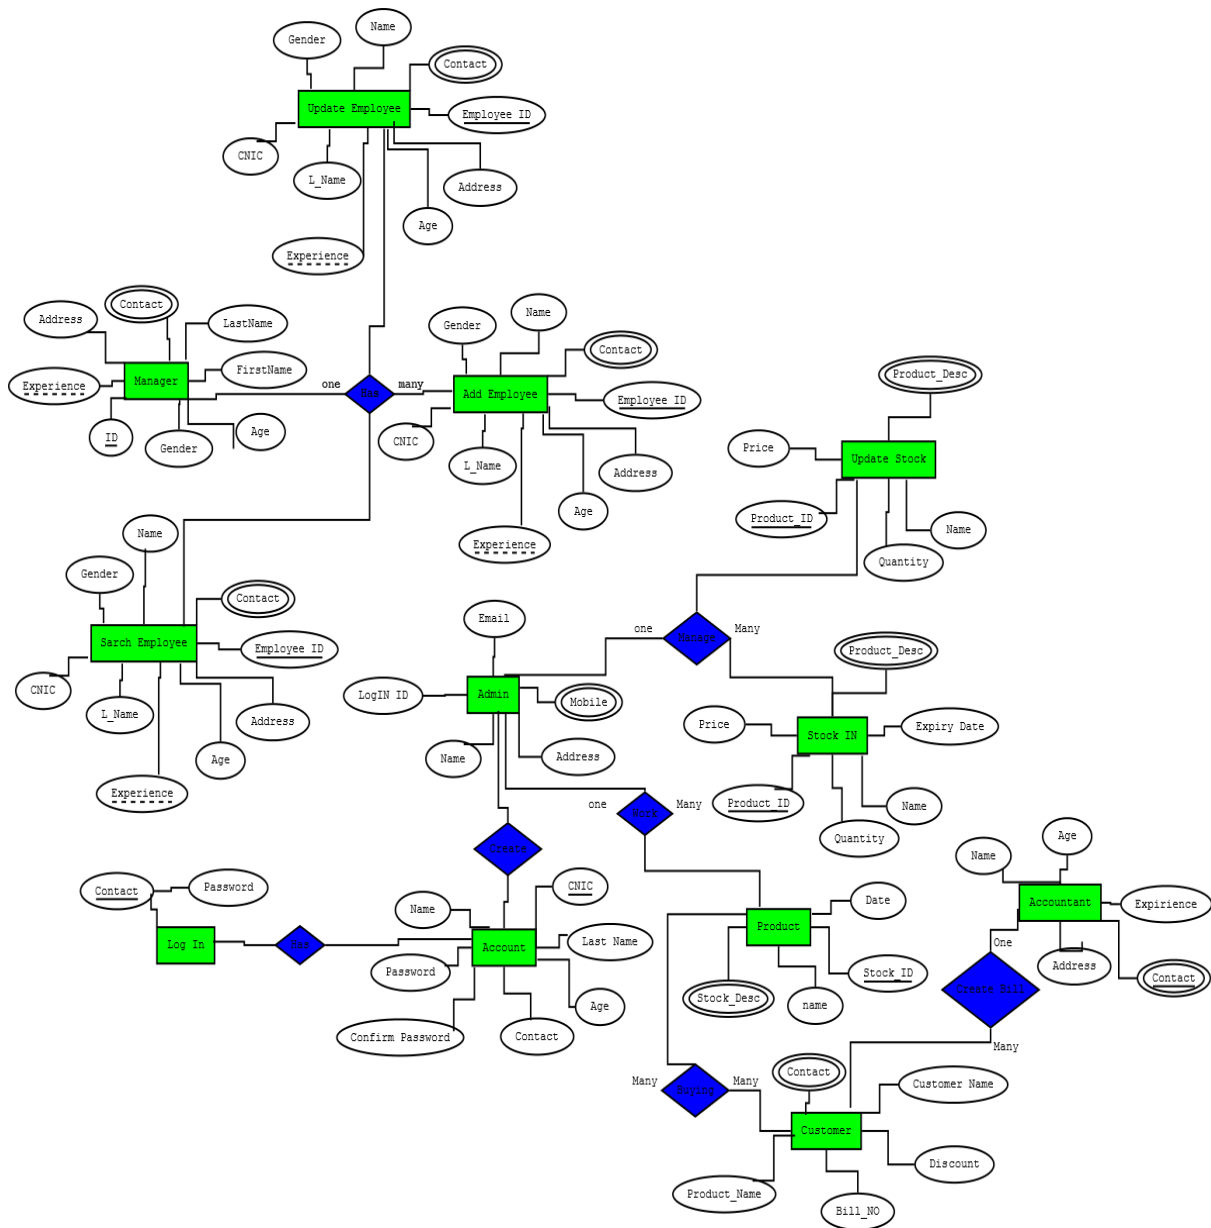 Name
Gender
Contact
Update Employee
Employee ID
CNIC
L_Name
Address
Age
Experience
Contact
Address
LastName
FirstName
Manager
Experience
ID
Gender
Age
one
Has
many
Name
Gender
Contact
Add Employee
Employee ID
CNIC
L_Name
Address
Age
Experience
Product_Desc
Price
Update Stock
Product_ID
Name
Quantity
Name
Gender
Contact
Sarch Employee
Employee ID
CNIC
L_Name
Address
Age
Experience
Email
one
Manage
Many
LogIN ID
Admin
Mobile
Name
Address
Product_Desc
Price
Stock IN
Expiry Date
Product_ID
Name
Quantity
one
Work
Many
Create
Contact
Password
Log In
Has
Name
CNIC
Account
Last Name
Password
Age
Confirm Password
Contact
Date
Product
Stock_ID
Stock_Desc
name
Age
Name
Accountant
Expirience
One
Address
Contact
Create Bill
Many
Many
Buying
Many
Contact
Customer Name
Customer
Discount
Product_Name
Bill_NO